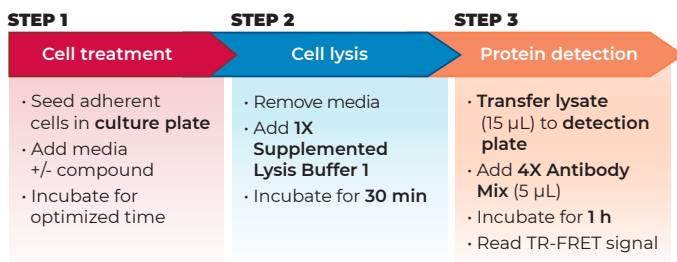 STEP 1
Cell treatment
· Seed adherent
cells in culture plate
· Add media
+/- compound
· Incubate for
optimized time
STEP 2
Cell lysis
· Remove media
· Add 1X
Supplemented
Lysis Buffer 1
· Incubate for 30 min
STEP 3
Protein detection
· Transfer lysate
(15 µL) to detection
plate
· Add 4X Antibody
Mix (5 µL)
· Incubate for 1 h
· Read TR-FRET signal